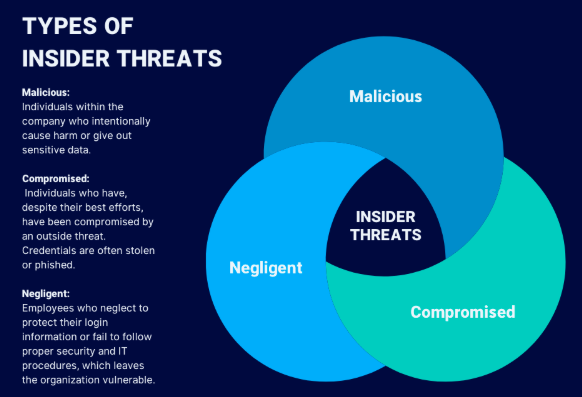 TYPES OF
INSIDER THREATS
Malicious:
Individuals within the
company who intentionally
cause harm or give out
sensitive data.
Compromised:
Individuals who have,
despite their best efforts,
have been compromised by
an outside threat.
Credentials are often stolen
or phished.
Negligent:
Employees who neglect to
protect their login
information or fail to follow
proper security and IT
procedures, which leaves
the organization vulnerable.
Malicious
INSIDER
THREATS
Negligent
Compromised